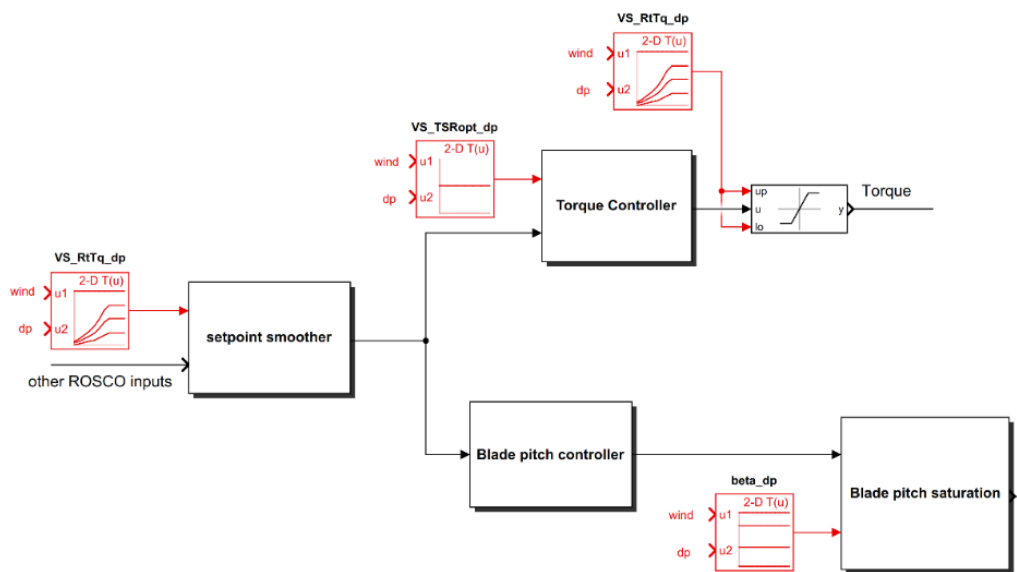 VS_RtTq_dp
2-D T(u)
wind
u1
dp
u2
VS_TSRopt_dp
2-D T(u)
wind
u1
dp
u2
Torque Controller
up
u
lo
y
Torque
VS_RtTq_dp
2-D T(u)
wind
u1
dp
u2
setpoint smoother
other ROSCO inputs
Blade pitch controller
beta_dp
2-D T(u)
wind
u1
dp
u2
Blade pitch saturation